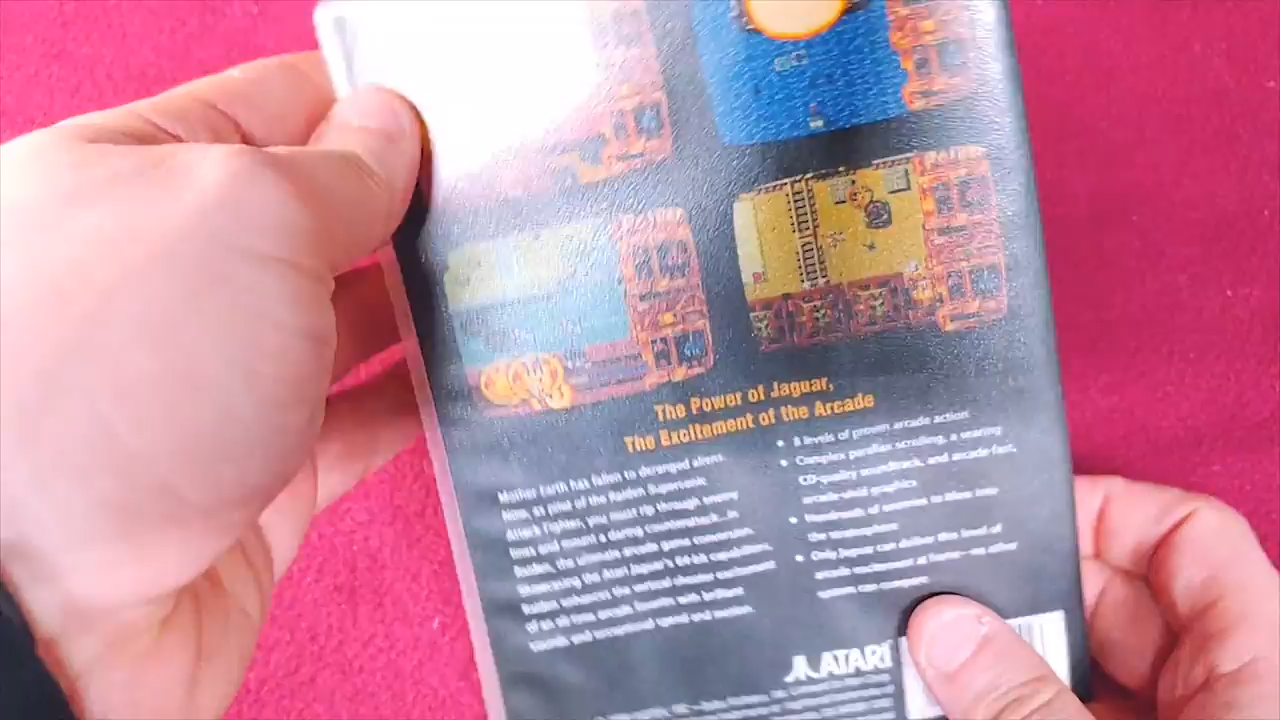 The Power of Jaguar,
The Excitement of the Arcade
Mother Earth has fallen to deranged aliens.
Now, as pilot of the Raiden Supersonic
Attack Fighter, you must rip through enemy
lines and mount a daring counterattack. In
Raiden, the ultimate arcade game conversion,
showcasing the Atari Jaguar's 64-bit capabilities,
Raiden enhances the vertical shooter excitement
of an all time arcade favorite with brilliant
sounds and exceptional speed and motion.
• 8 levels of proven arcade action
• Complex parallax scrolling, a searing
CD-quality soundtrack, and arcade-fast,
arcade-vivid graphics
• Hundreds of enemies to blow into
the
• Only Jaguar can deliver this level of
arcade excitement at home—no other
system can compare.
ATARI